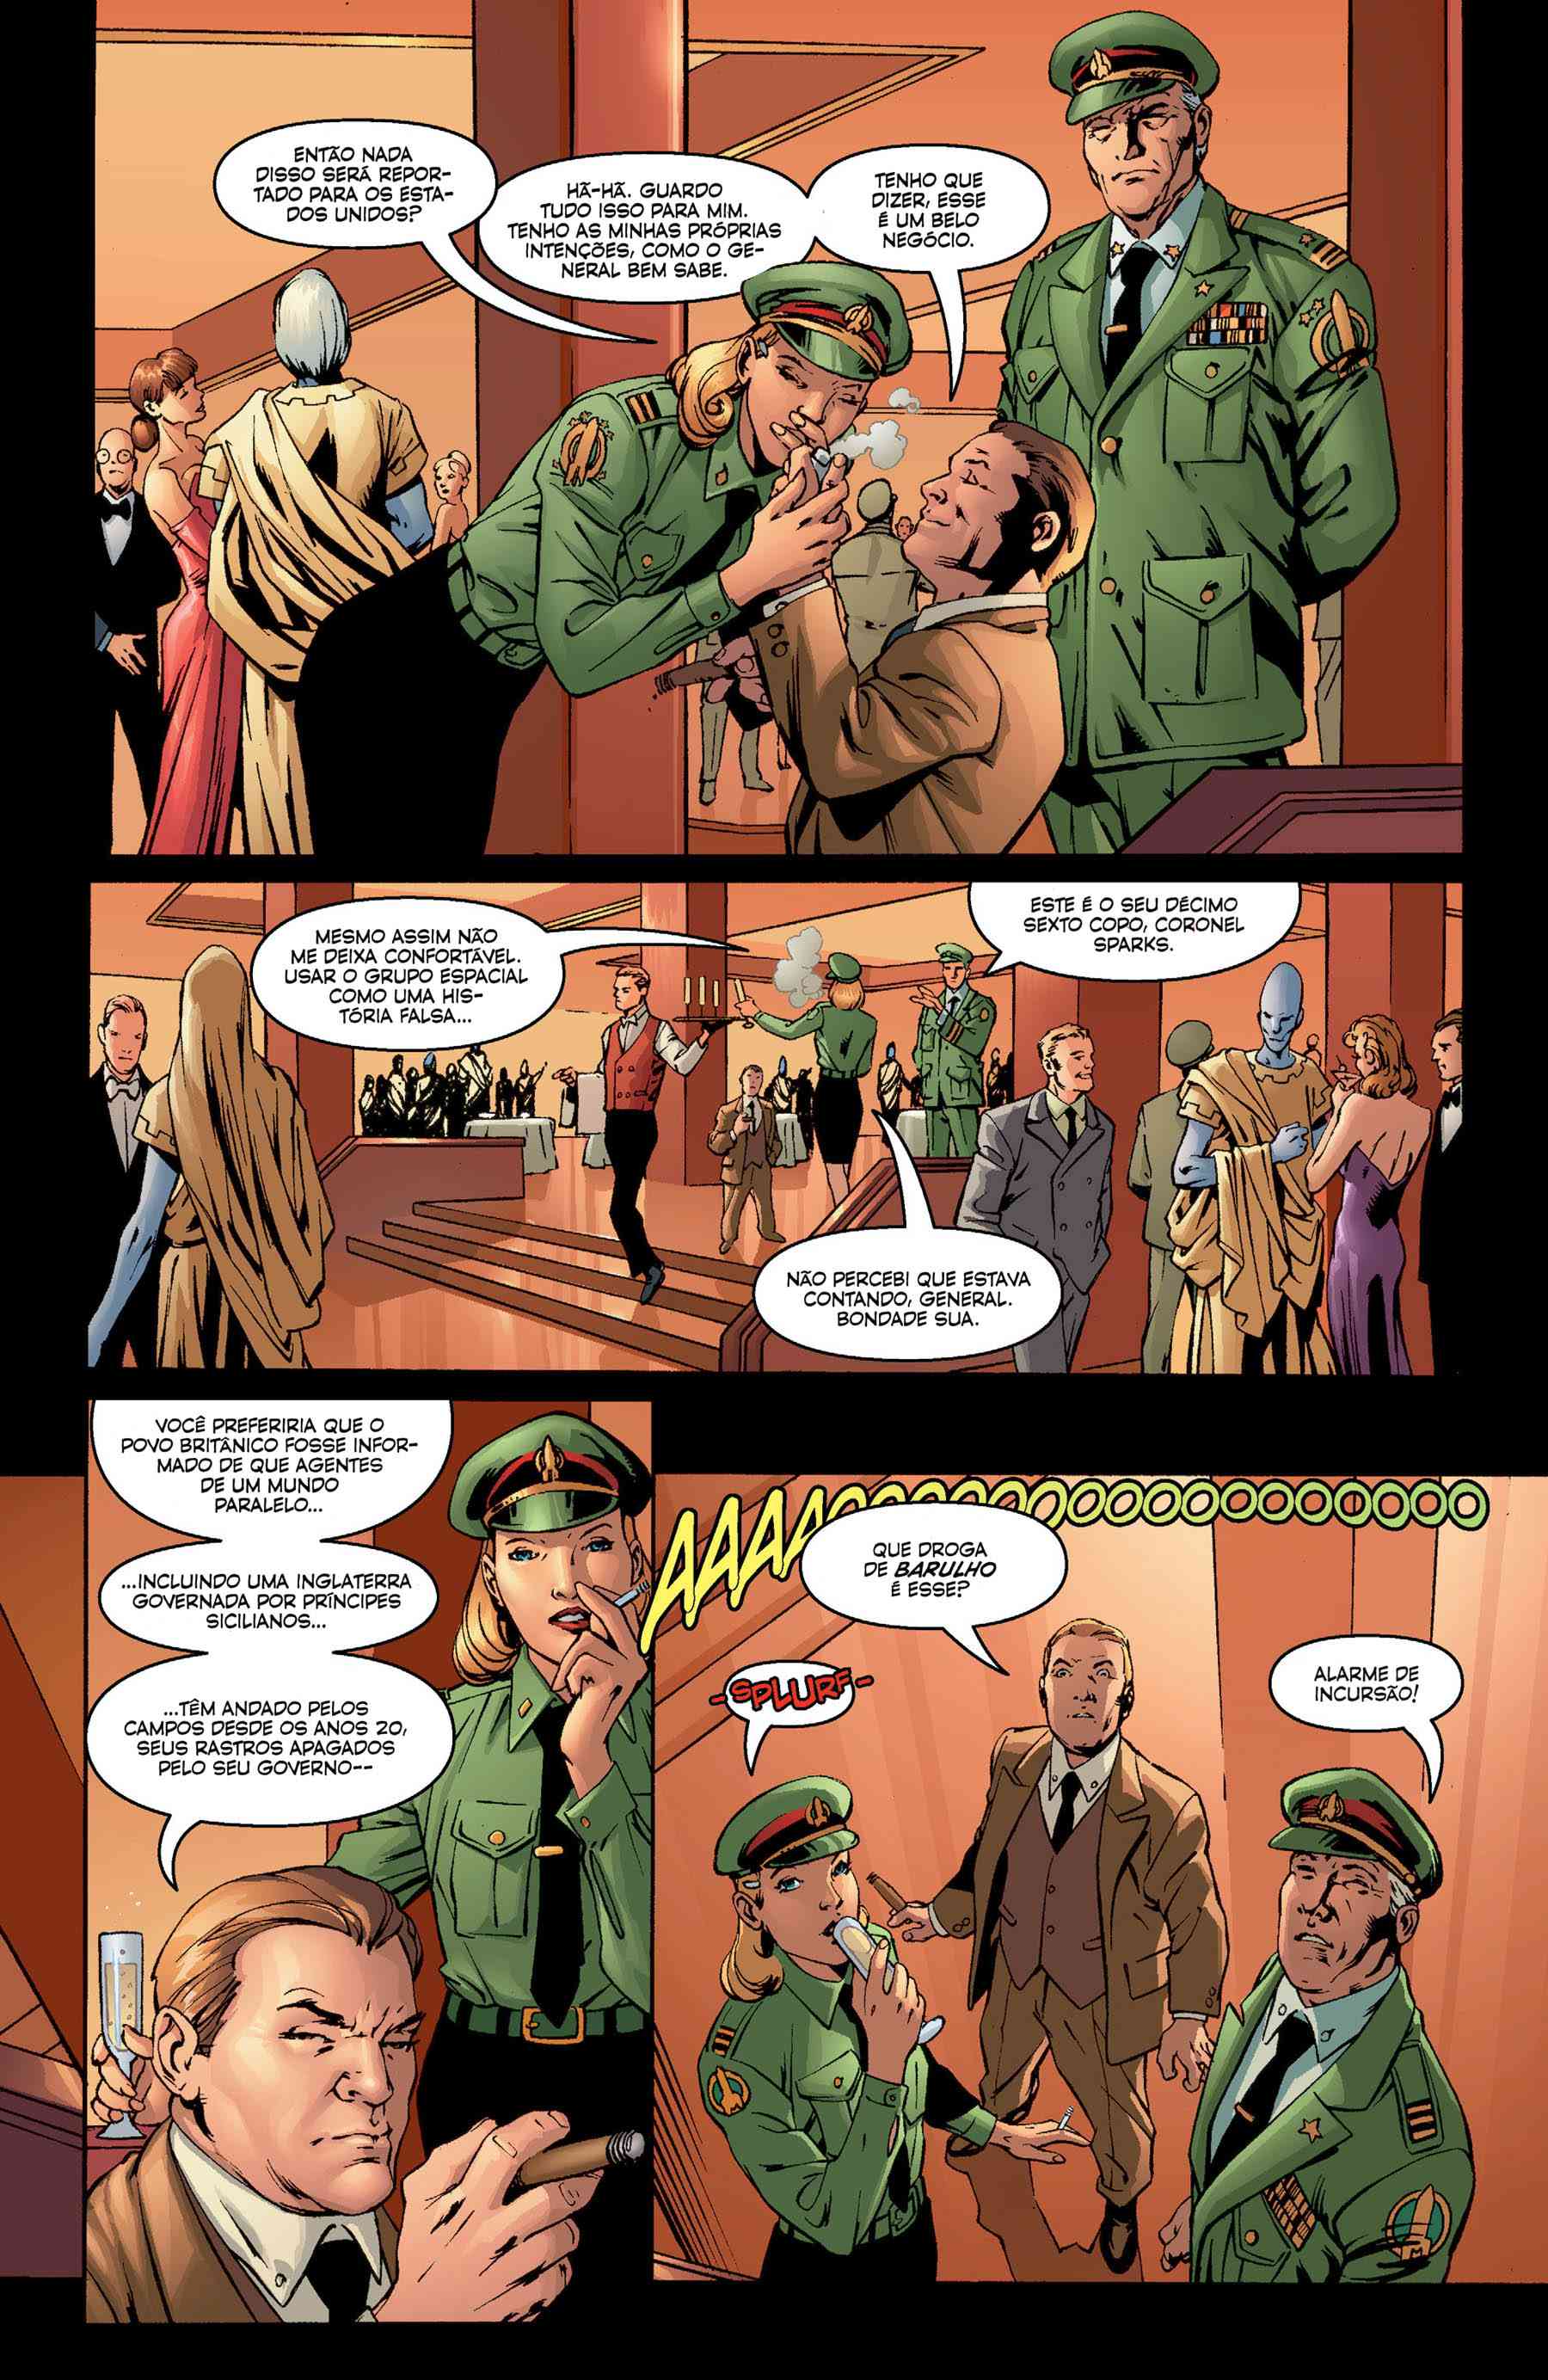 ENTÃO NADA
DISSO SERÁ REPOR-
TADO PARA OS ESTA-
DOS UNIDOS?
HÃ-HÃ. GUARDO
TUDO ISSO PARA MIM.
TENHO AS MINHAS PRÓPRIAS
INTENÇÕES, COMO O GE-
NERAL BEM SABE.
TENHO QUE
DIZER, ESSE
É UM BELO
NEGÓCIO.
MESMO ASSIM NÃO
ME DEIXA CONFORTÁVEL.
USAR O GRUPO ESPACIAL
COMO UMA HIS-
TÓRIA FALSA...
ESTE É O SEU DÉCIMO
SEXTO COPO, CORONEL
SPARKS.
NÃO PERCEBI QUE ESTAVA
CONTANDO, GENERAL.
BONDADE SUA.
VOCÊ PREFERIRIA QUE O
POVO BRITÂNICO FOSSE INFOR-
MADO DE QUE AGENTES
DE UM MUNDO
PARALELO...
...INCLUINDO UMA INGLATERRA
GOVERNADA POR PRÍNCIPES
SICILIANOS...
...TÊM ANDADO PELOS
CAMPOS DESDE OS ANOS 20,
SEUS RASTROS APAGADOS
PELO SEU GOVERNO--
AAAAOOOOOOOOOOOOOOOOOOOOO
QUE DROGA
DE BARULHO
É ESSE?
-SPLURF-
ALARME DE
INCURSÃO!